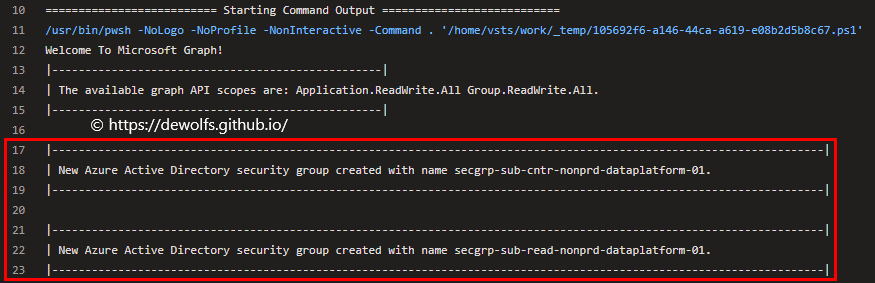 10 ========================== Starting Command Output ===========================
11 /usr/bin/pwsh -NoLogo -NoProfile -NonInteractive -Command . '/home/vsts/work/_temp/105692f6-a146-44ca-a619-e08b2d5b8c67.ps1'
12 Welcome To Microsoft Graph!
13 |--------------------------------------------------|
14 | The available graph API scopes are: Application.ReadWrite.All Group.ReadWrite.All.
15 |--------------------------------------------------|
© https://dewolfs.github.io/
16
17 |---------------------------------------------------------------------------------------------------------------------|
18 | New Azure Active Directory security group created with name secgrp-sub-cntr-nonprd-dataplatform-01.
19 |---------------------------------------------------------------------------------------------------------------------|
20
21 |---------------------------------------------------------------------------------------------------------------------|
22 | New Azure Active Directory security group created with name secgrp-sub-read-nonprd-dataplatform-01.
23 |---------------------------------------------------------------------------------------------------------------------|